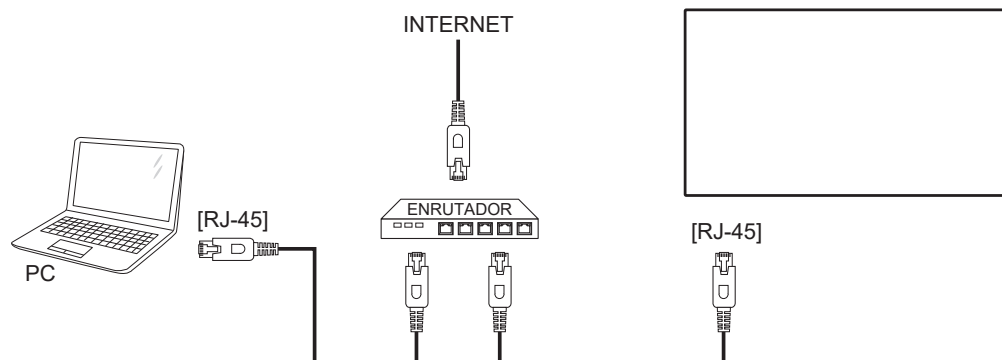 INTERNET
ENRUTADOR
[RJ-45]
[RJ-45]
PC